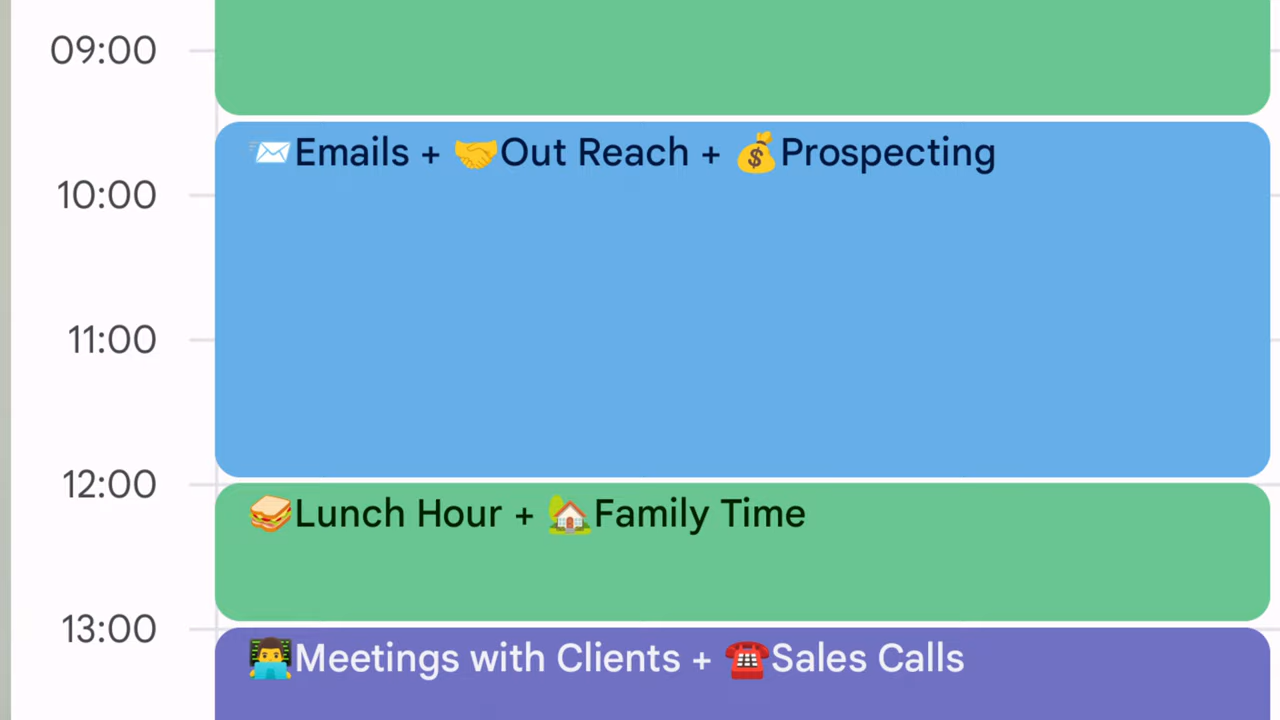 09:00
📨Emails + 🤝Out Reach + 💰Prospecting
10:00
11:00
12:00
🥪Lunch Hour + 🏡Family Time
13:00
👨‍💻Meetings with Clients + ☎️Sales Calls